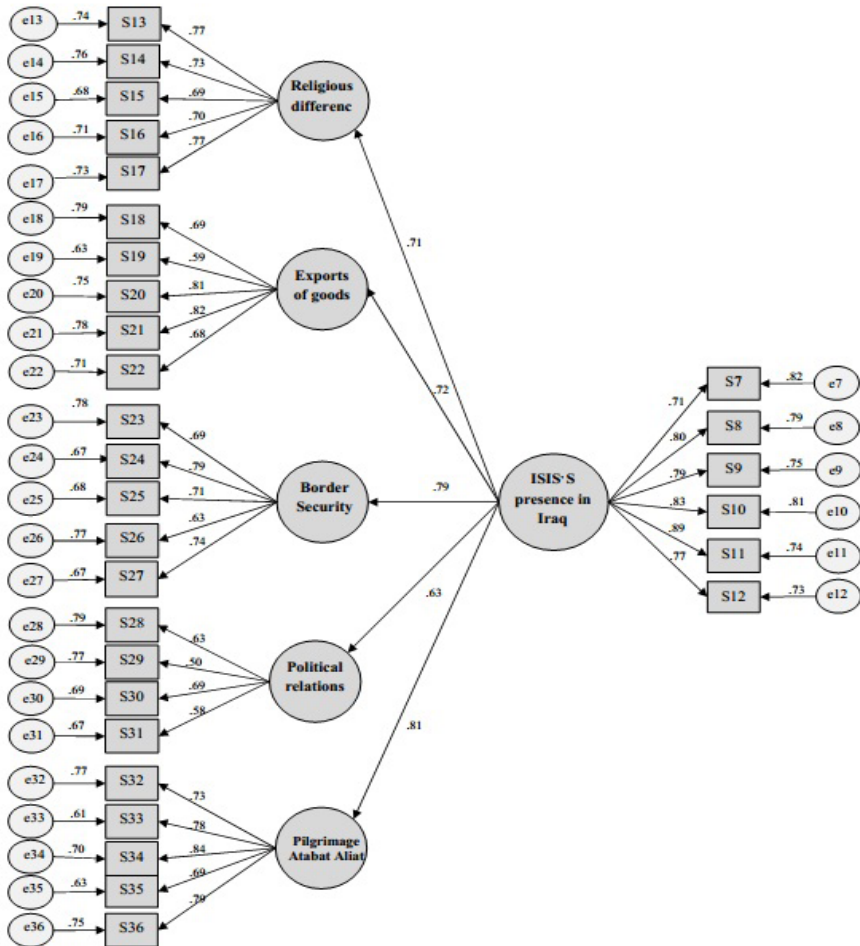 e13 .74 S13 .77
e14 .76 S14 .73
e15 .68 S15 .69
e16 .71 S16 .70
e17 .73 S17 .77
Religious
differenc
.71
e18 .79 S18 .69
e19 .63 S19 .59
e20 .75 S20 .81
e21 .78 S21 .82
e22 .71 S22 .68
Exports
of goods
.72
e23 .78 S23 .69
e24 .67 S24 .79
e25 .68 S25 .71
e26 .77 S26 .63
e27 .67 S27 .74
Border
Security
.79
e28 .79 S28 .63
e29 .77 S29 .50
e30 .69 S30 .69
e31 .67 S31 .58
Political
relations
.63
e32 .77 S32 .73
e33 .61 S33 .78
e34 .70 S34 .84
e35 .63 S35 .69
e36 .75 S36 .79
Pilgrimage
Atabat Aliat
.81
ISIS·S
presence in
Iraq
.71 S7 .82 e7
.80 S8 .79 e8
.79 S9 .75 e9
.83 S10 .81 e10
.89 S11 .74 e11
.77 S12 .73 e12